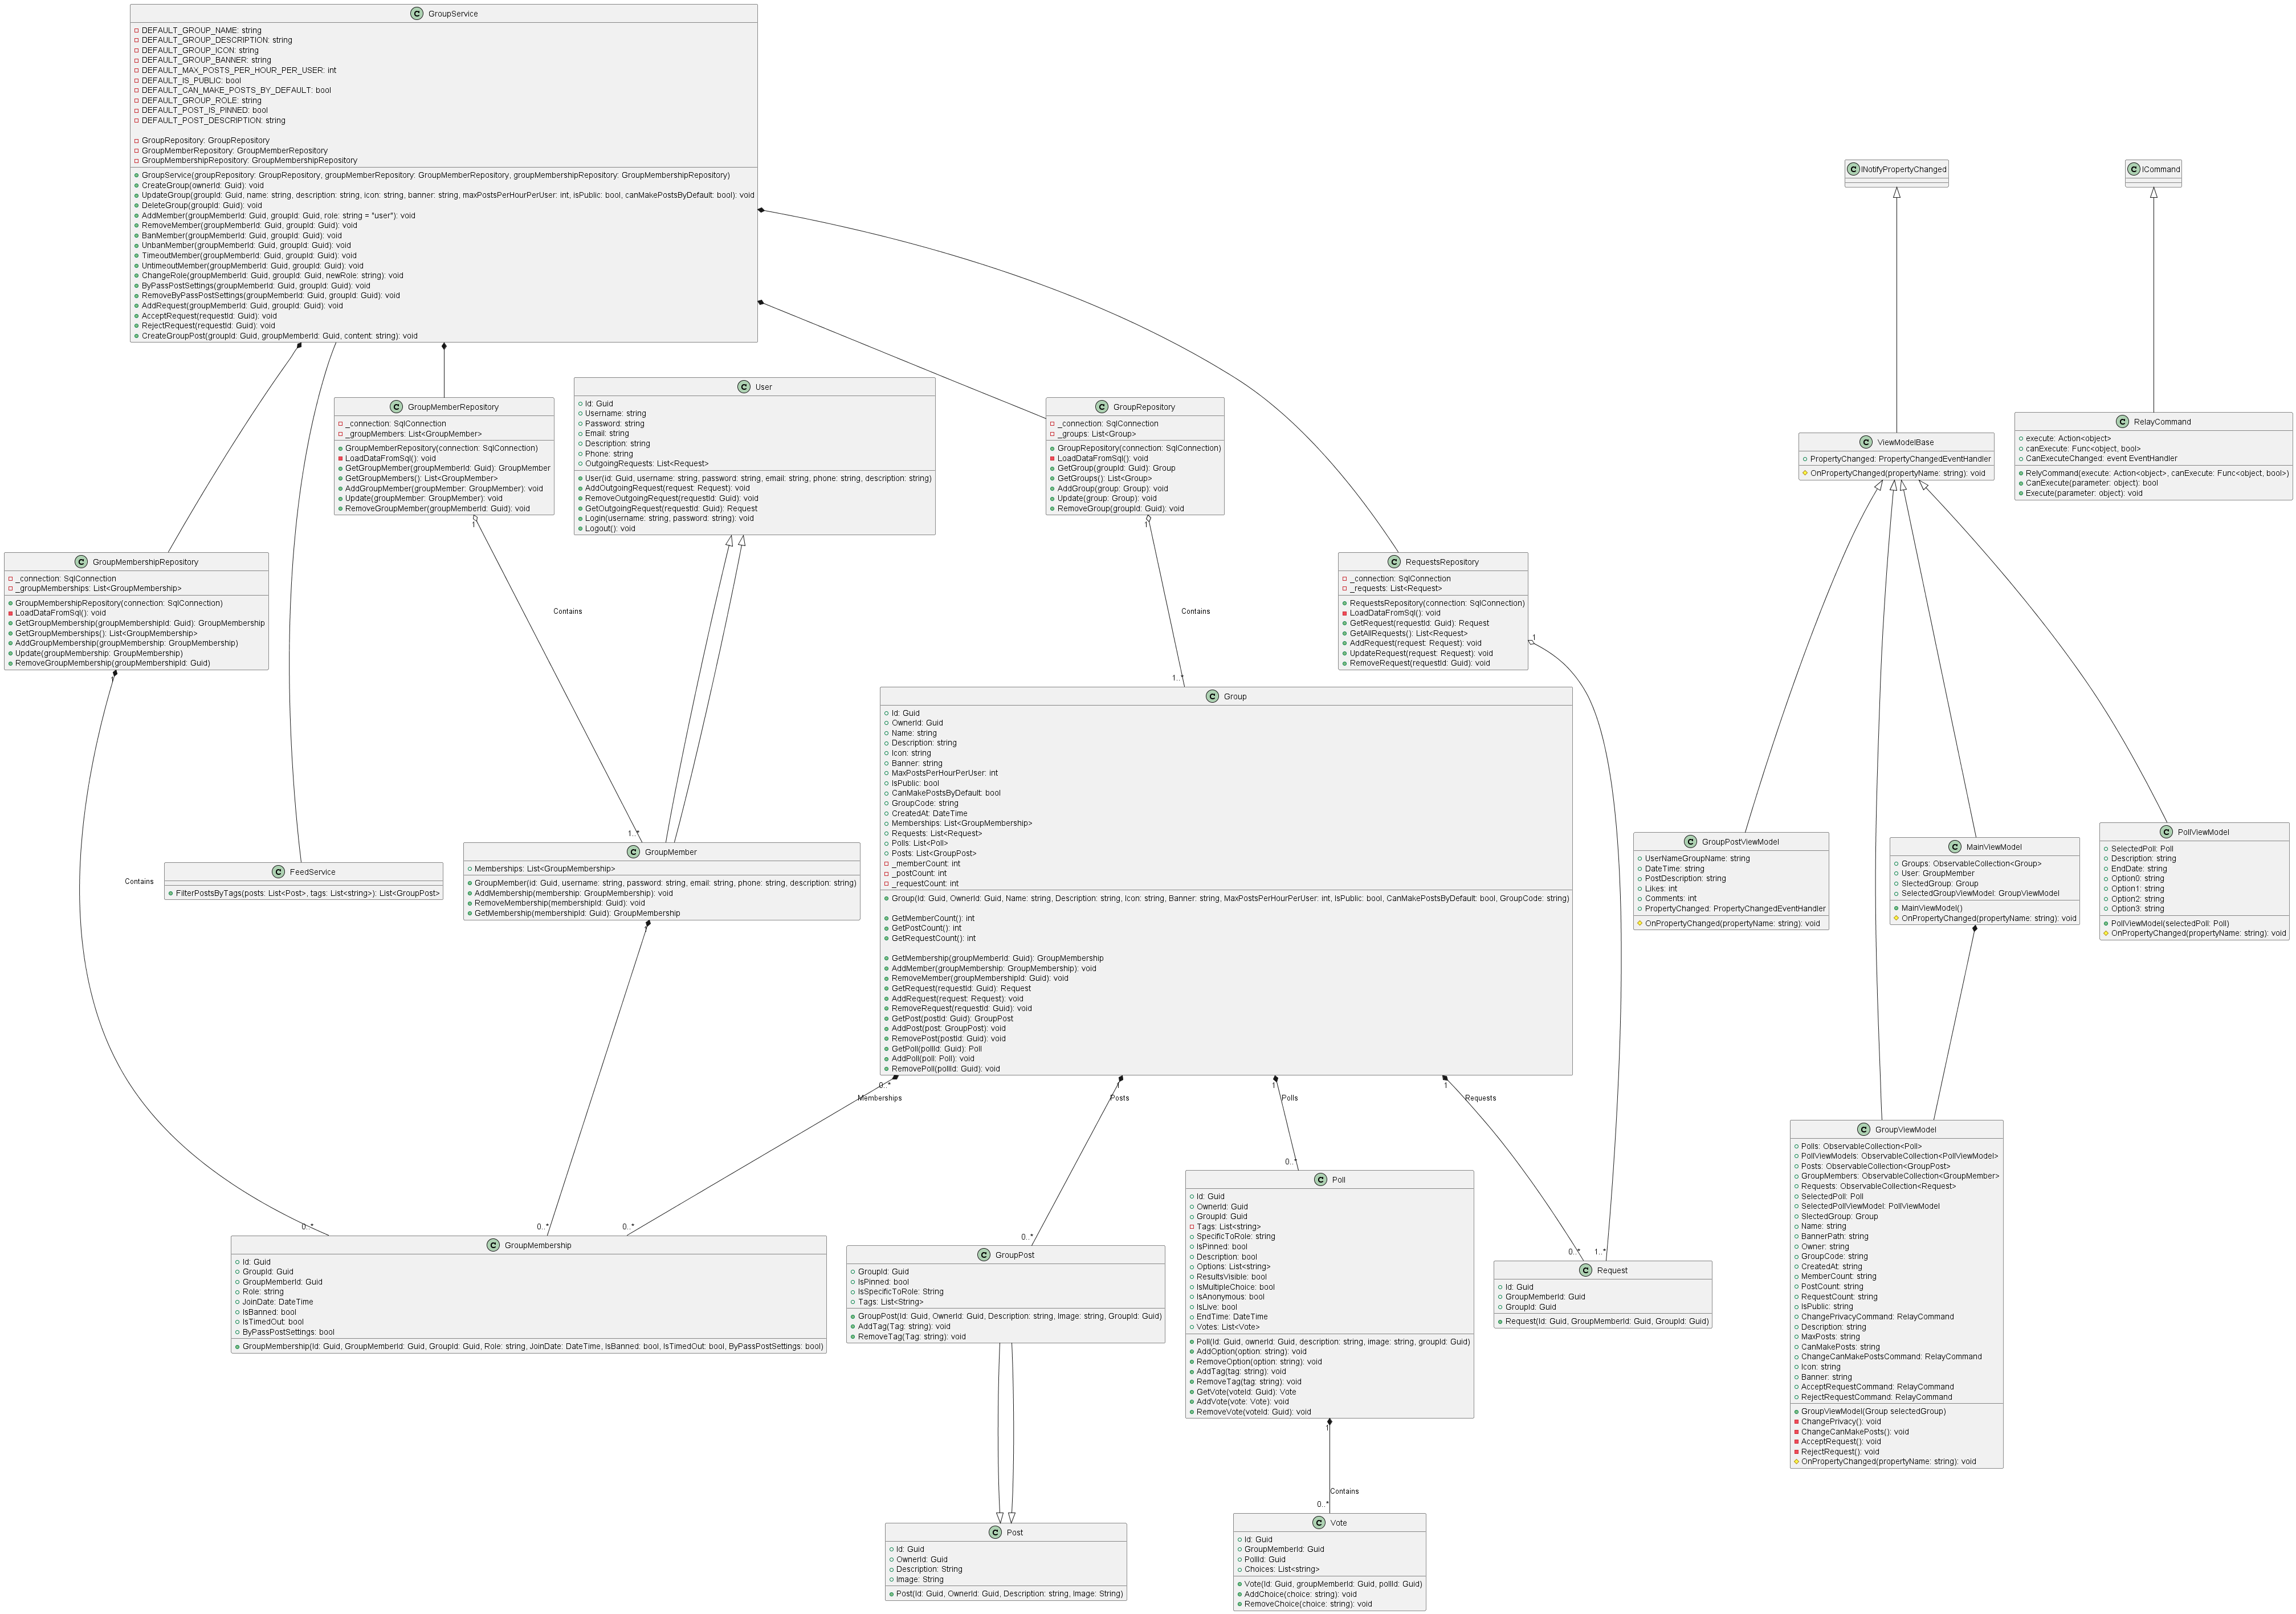 C GroupService
DEFAULT_GROUP_NAME: string
DEFAULT_GROUP_DESCRIPTION: string
DEFAULT_GROUP_ICON: string
DEFAULT_GROUP_BANNER: string
DEFAULT_MAX_POSTS_PER_HOUR_PER_USER: int
DEFAULT_IS_PUBLIC: bool
DEFAULT_CAN_MAKE_POSTS_BY_DEFAULT: bool
DEFAULT_GROUP_ROLE: string
DEFAULT_POST_IS_PINNED: bool
DEFAULT_POST_DESCRIPTION: string
GroupRepository: GroupRepository
GroupMemberRepository: GroupMemberRepository
GroupMembershipRepository: GroupMembershipRepository
GroupService(groupRepository: GroupRepository, groupMemberRepository: GroupMemberRepository, groupMembershipRepository: GroupMembershipRepository)
CreateGroup(ownerId: Guid): void
UpdateGroup(groupId: Guid, name: string, description: string, icon: string, banner: string, maxPostsPerHourPerUser: int, isPublic: bool, canMakePostsByDefault: bool): void
DeleteGroup(groupId: Guid): void
AddMember(groupMemberId: Guid, groupId: Guid, role: string = "user"): void
RemoveMember(groupMemberId: Guid, groupId: Guid): void
BanMember(groupMemberId: Guid, groupId: Guid): void
UnbanMember(groupMemberId: Guid, groupId: Guid): void
TimeoutMember(groupMemberId: Guid, groupId: Guid): void
UntimeoutMember(groupMemberId: Guid, groupId: Guid): void
ChangeRole(groupMemberId: Guid, groupId: Guid, newRole: string): void
ByPassPostSettings(groupMemberId: Guid, groupId: Guid): void
RemoveByPassPostSettings(groupMemberId: Guid, groupId: Guid): void
AddRequest(groupMemberId: Guid, groupId: Guid): void
AcceptRequest(requestId: Guid): void
RejectRequest(requestId: Guid): void
CreateGroupPost(groupId: Guid, groupMemberId: Guid, content: string): void
C INotifyPropertyChanged
C ICommand
C GroupMemberRepository
_connection: SqlConnection
_groupMembers: List<GroupMember>
GroupMemberRepository(connection: SqlConnection)
LoadDataFromSql(): void
GetGroupMember(groupMemberId: Guid): GroupMember
GetGroupMembers(): List<GroupMember>
AddGroupMember(groupMember: GroupMember): void
Update(groupMember: GroupMember): void
RemoveGroupMember(groupMemberId: Guid): void
1
C User
Id: Guid
Username: string
Password: string
Email: string
Description: string
Phone: string
OutgoingRequests: List<Request>
User(id: Guid, username: string, password: string, email: string, phone: string, description: string)
AddOutgoingRequest(request: Request): void
RemoveOutgoingRequest(requestId: Guid): void
GetOutgoingRequest(requestId: Guid): Request
Login(username: string, password: string): void
Logout(): void
C GroupRepository
_connection: SqlConnection
_groups: List<Group>
GroupRepository(connection: SqlConnection)
LoadDataFromSql(): void
GetGroup(groupId: Guid): Group
GetGroups(): List<Group>
AddGroup(group: Group): void
Update(group: Group): void
RemoveGroup(groupId: Guid): void
1
C ViewModelBase
PropertyChanged: PropertyChangedEventHandler
OnPropertyChanged(propertyName: string): void
C RelayCommand
execute: Action<object>
canExecute: Func<object, bool>
CanExecuteChanged: event EventHandler
RelyCommand(execute: Action<object>, canExecute: Func<object, bool>)
CanExecute(parameter: object): bool
Execute(parameter: object): void
C GroupMembershipRepository
_connection: SqlConnection
_groupMemberships: List<GroupMembership>
GroupMembershipRepository(connection: SqlConnection)
LoadDataFromSql(): void
GetGroupMembership(groupMembershipId: Guid): GroupMembership
GetGroupMemberships(): List<GroupMembership>
AddGroupMembership(groupMembership: GroupMembership)
Update(groupMembership: GroupMembership)
RemoveGroupMembership(groupMembershipId: Guid)
1
Contains
Contains
C RequestsRepository
_connection: SqlConnection
_requests: List<Request>
RequestsRepository(connection: SqlConnection)
LoadDataFromSql(): void
GetRequest(requestId: Guid): Request
GetAllRequests(): List<Request>
AddRequest(request: Request): void
UpdateRequest(request: Request): void
RemoveRequest(requestId: Guid): void
1
1..*
C Group
Id: Guid
OwnerId: Guid
Name: string
Description: string
Icon: string
Banner: string
MaxPostsPerHourPerUser: int
IsPublic: bool
CanMakePostsByDefault: bool
GroupCode: string
CreatedAt: DateTime
Memberships: List<GroupMembership>
Requests: List<Request>
Polls: List<Poll>
Posts: List<GroupPost>
_memberCount: int
_postCount: int
_requestCount: int
Group(Id: Guid, OwnerId: Guid, Name: string, Description: string, Icon: string, Banner: string, MaxPostsPerHourPerUser: int, IsPublic: bool, CanMakePostsByDefault: bool, GroupCode: string)
GetMemberCount(): int
GetPostCount(): int
GetRequestCount(): int
GetMembership(groupMemberId: Guid): GroupMembership
AddMember(groupMembership: GroupMembership): void
RemoveMember(groupMembershipId: Guid): void
GetRequest(requestId: Guid): Request
AddRequest(request: Request): void
RemoveRequest(requestId: Guid): void
GetPost(postId: Guid): GroupPost
AddPost(post: GroupPost): void
RemovePost(postId: Guid): void
GetPoll(pollId: Guid): Poll
AddPoll(poll: Poll): void
RemovePoll(pollId: Guid): void
1..*
Contains
C FeedService
FilterPostsByTags(posts: List<Post>, tags: List<string>): List<GroupPost>
C GroupMember
Memberships: List<GroupMembership>
GroupMember(id: Guid, username: string, password: string, email: string, phone: string, description: string)
AddMembership(membership: GroupMembership): void
RemoveMembership(membershipId: Guid): void
GetMembership(membershipId: Guid): GroupMembership
1
C GroupPostViewModel
UserNameGroupName: string
DateTime: string
PostDescription: string
Likes: int
Comments: int
PropertyChanged: PropertyChangedEventHandler
OnPropertyChanged(propertyName: string): void
C MainViewModel
Groups: ObservableCollection<Group>
User: GroupMember
SlectedGroup: Group
SelectedGroupViewModel: GroupViewModel
MainViewModel()
OnPropertyChanged(propertyName: string): void
C PollViewModel
SelectedPoll: Poll
Description: string
EndDate: string
Option0: string
Option1: string
Option2: string
Option3: string
PollViewModel(selectedPoll: Poll)
OnPropertyChanged(propertyName: string): void
0..*
Memberships
1
Posts
1
Polls
1
Requests
0..*
0..*
0..*
0..*
0..*
0..*
1..*
C GroupViewModel
Polls: ObservableCollection<Poll>
PollViewModels: ObservableCollection<PollViewModel>
Posts: ObservableCollection<GroupPost>
GroupMembers: ObservableCollection<GroupMember>
Requests: ObservableCollection<Request>
SelectedPoll: Poll
SelectedPollViewModel: PollViewModel
SlectedGroup: Group
Name: string
BannerPath: string
Owner: string
GroupCode: string
CreatedAt: string
MemberCount: string
PostCount: string
RequestCount: string
IsPublic: string
ChangePrivacyCommand: RelayCommand
Description: string
MaxPosts: string
CanMakePosts: string
ChangeCanMakePostsCommand: RelayCommand
Icon: string
Banner: string
AcceptRequestCommand: RelayCommand
RejectRequestCommand: RelayCommand
GroupViewModel(Group selectedGroup)
ChangePrivacy(): void
ChangeCanMakePosts(): void
AcceptRequest(): void
RejectRequest(): void
OnPropertyChanged(propertyName: string): void
C GroupMembership
Id: Guid
GroupId: Guid
GroupMemberId: Guid
Role: string
JoinDate: DateTime
IsBanned: bool
IsTimedOut: bool
ByPassPostSettings: bool
GroupMembership(Id: Guid, GroupMemberId: Guid, GroupId: Guid, Role: string, JoinDate: DateTime, IsBanned: bool, IsTimedOut: bool, ByPassPostSettings: bool)
C GroupPost
GroupId: Guid
IsPinned: bool
IsSpecificToRole: String
Tags: List<String>
GroupPost(Id: Guid, OwnerId: Guid, Description: string, Image: string, GroupId: Guid)
AddTag(Tag: string): void
RemoveTag(Tag: string): void
C Poll
Id: Guid
OwnerId: Guid
GroupId: Guid
Tags: List<string>
SpecificToRole: string
IsPinned: bool
Description: bool
Options: List<string>
ResultsVisible: bool
IsMultipleChoice: bool
IsAnonymous: bool
IsLive: bool
EndTime: DateTime
Votes: List<Vote>
Poll(Id: Guid, ownerId: Guid, description: string, image: string, groupId: Guid)
AddOption(option: string): void
RemoveOption(option: string): void
AddTag(tag: string): void
RemoveTag(tag: string): void
GetVote(voteId: Guid): Vote
AddVote(vote: Vote): void
RemoveVote(voteId: Guid): void
1
Contains
0..*
C Request
Id: Guid
GroupMemberId: Guid
GroupId: Guid
Request(Id: Guid, GroupMemberId: Guid, GroupId: Guid)
C Post
Id: Guid
OwnerId: Guid
Description: String
Image: String
Post(Id: Guid, OwnerId: Guid, Description: string, Image: String)
C Vote
Id: Guid
GroupMemberId: Guid
PollId: Guid
Choices: List<string>
Vote(Id: Guid, groupMemberId: Guid, pollId: Guid)
AddChoice(choice: string): void
RemoveChoice(choice: string): void